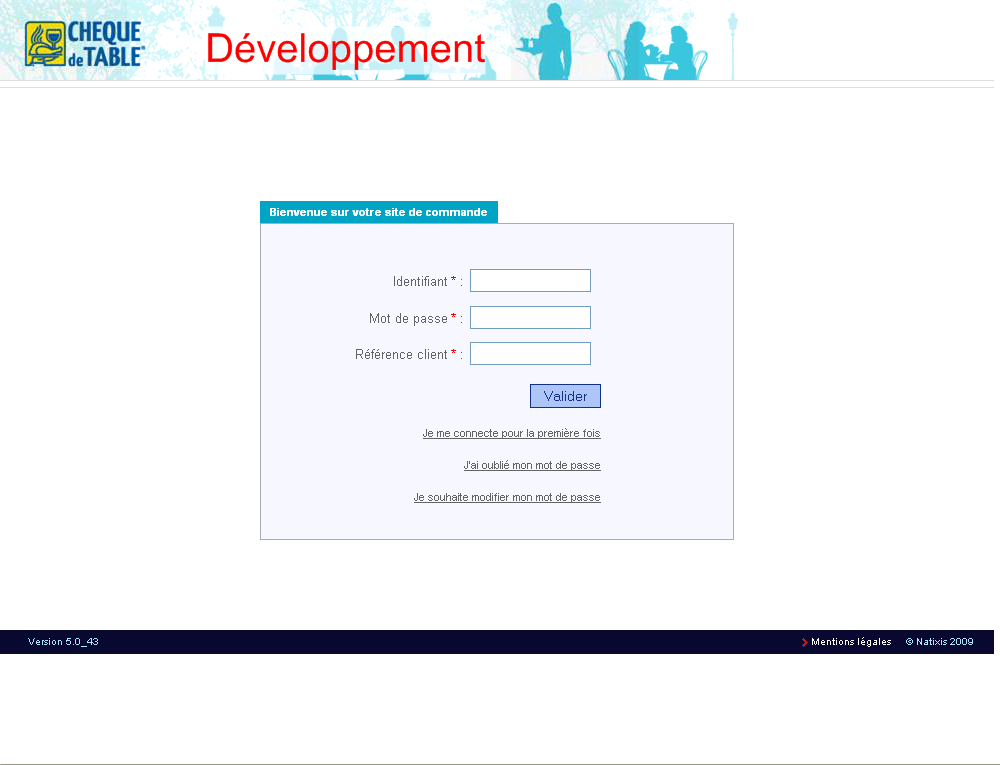 CHEQUE
de TABLE®
Développement
Bienvenue sur votre site de commande
Identifiant * :
Mot de passe * :
Référence client * :
Valider
Je me connecte pour la première fois
J'ai oublié mon mot de passe
Je souhaite modifier mon mot de passe
Version 5.0_43
Mentions légales
© Natixis 2009